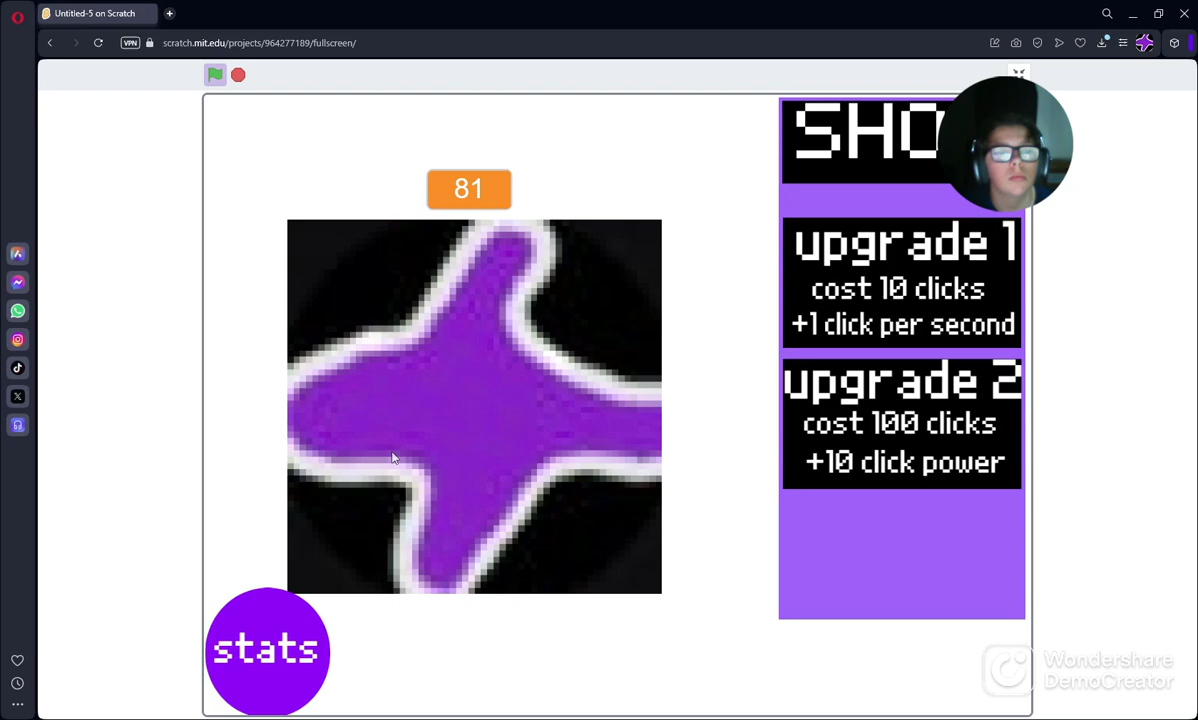 Untitled-5 on Scratch
VPN
scratch.mit.edu/projects/964277189/fullscreen/
SHO
81
upgrade 1
cost 10 clicks
+1 click per second
upgrade 2
cost 100 clicks
+10 click power
stats
Wondershare
DemoCreator